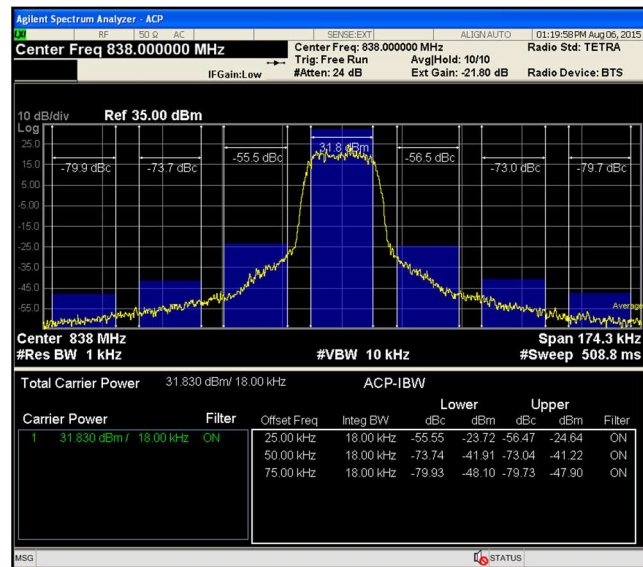 Agilent Spectrum Analyzer - ACP
LXI RF 50 Ω AC SENSE:EXT ALIGN AUTO 01:19:58 PM Aug 06, 2015
Center Freq 838.000000 MHz Center Freq: 838.000000 MHz Radio Std: TETRA
Trig: Free Run Avg|Hold: 10/10
IFGain:Low #Atten: 24 dB Ext Gain: -21.80 dB Radio Device: BTS
10 dB/div Ref 35.00 dBm
Log
25.0
31.8 dBm
-55.5 dBc -56.5 dBc
15.0
-79.9 dBc -73.7 dBc -73.0 dBc -79.7 dBc
5.00
-5.00
-15.0
-25.0
-35.0
-45.0
-55.0
Average
Center 838 MHz Span 174.3 kHz
#Res BW 1 kHz #VBW 10 kHz #Sweep 508.8 ms
Total Carrier Power 31.830 dBm/ 18.00 kHz ACP-IBW
Lower Upper
Carrier Power Filter Offset Freq Integ BW dBc dBm dBc dBm Filter
1 31.830 dBm / 18.00 kHz ON 25.00 kHz 18.00 kHz -55.55 -23.72 -56.47 -24.64 ON
50.00 kHz 18.00 kHz -73.74 -41.91 -73.04 -41.22 ON
75.00 kHz 18.00 kHz -79.93 -48.10 -79.73 -47.90 ON
MSG STATUS